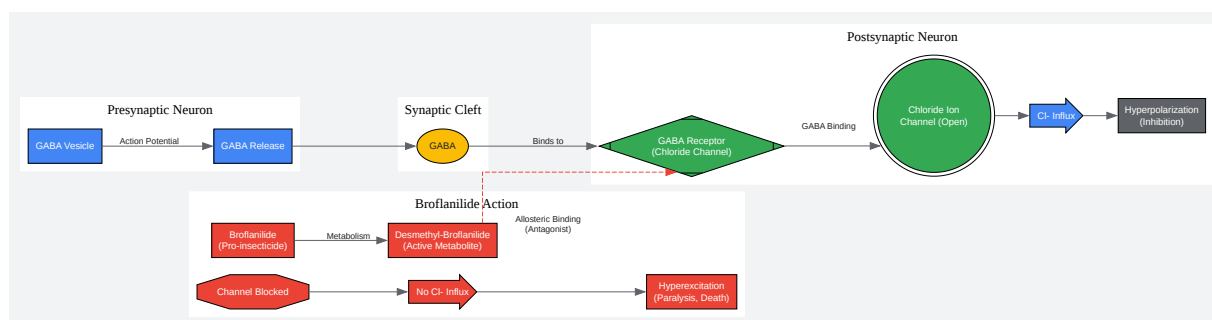 Postsynaptic Neuron
Presynaptic Neuron
Synaptic Cleft
GABA Vesicle
Action Potential
GABA Release
GABA
Binds to
GABA Receptor
(Chloride Channel)
GABA Binding
Chloride Ion
Channel (Open)
Cl- Influx
Hyperpolarization
(Inhibition)
Broflanilide Action
Broflanilide
(Pro-insecticide)
Metabolism
Desmethyl-Broflanilide
(Active Metabolite)
Allosteric Binding
(Antagonist)
Channel Blocked
No Cl- Influx
Hyperexcitation
(Paralysis, Death)